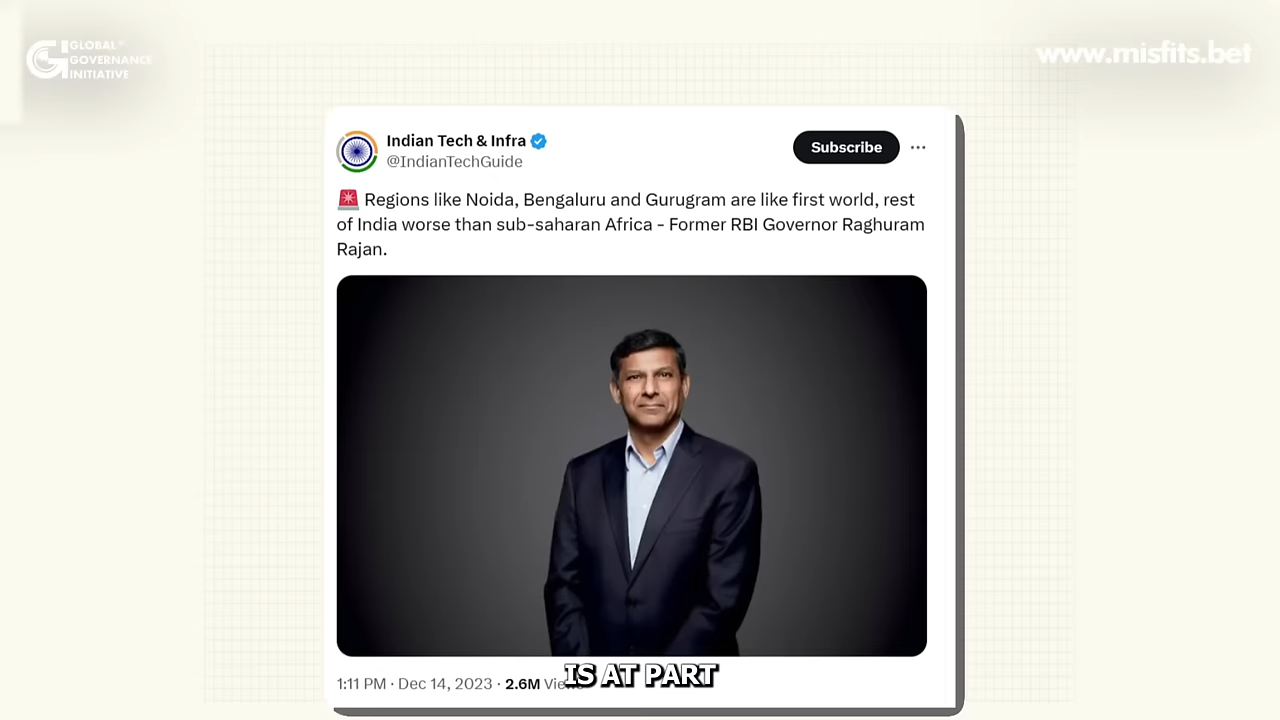 GLOBAL®
GOVERNANCE
INITIATIVE
www.misfits.bet
Indian Tech & Infra
@IndianTechGuide
Subscribe
🚨 Regions like Noida, Bengaluru and Gurugram are like first world, rest
of India worse than sub-saharan Africa - Former RBI Governor Raghuram
Rajan.
IS AT PART
1:11 PM · Dec 14, 2023 · 2.6M